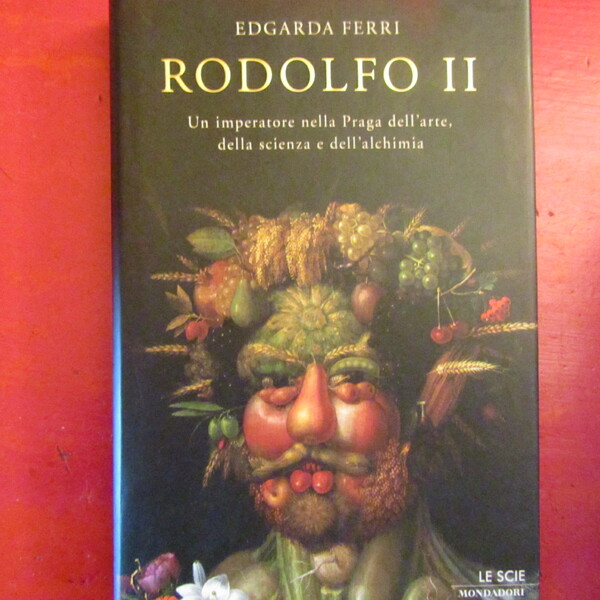 EDGARDA FERRI
RODOLFO II
Un imperatore nella Praga dell'arte,
della scienza e dell'alchimia
LE SCIE
MONDADORI